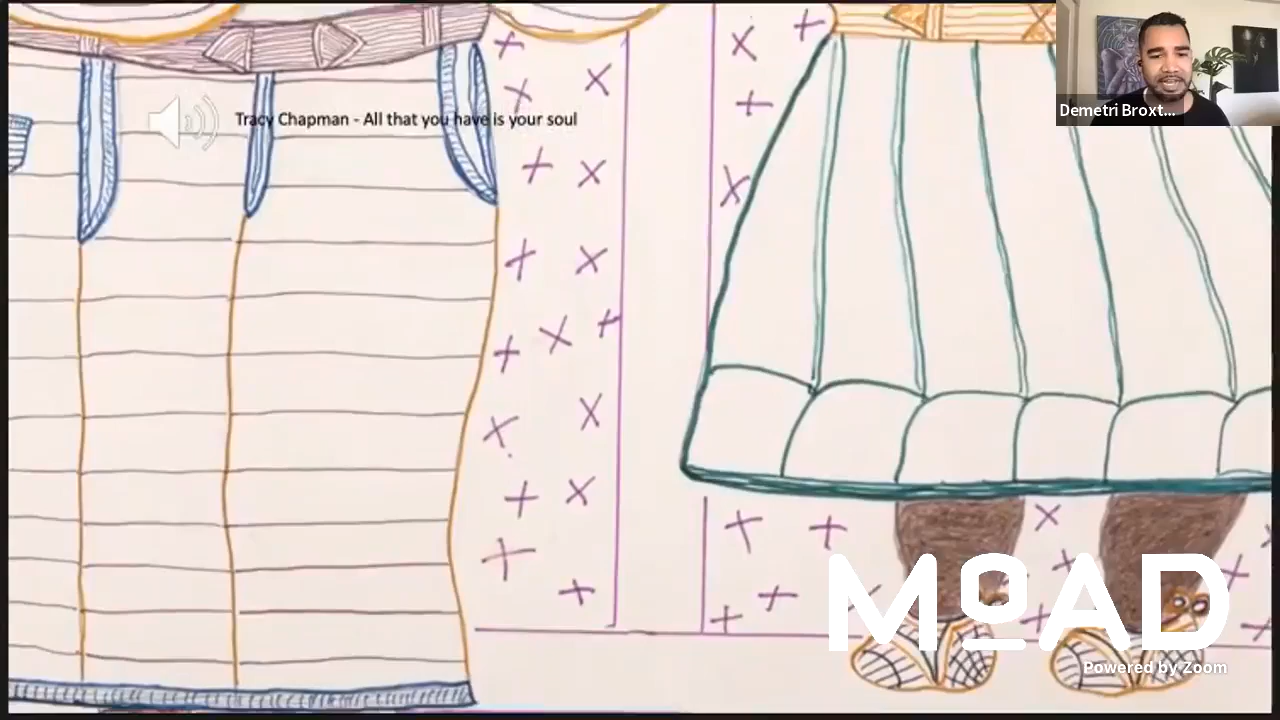 Demetri Broxt...
Tracy Chapman - All that you have is your soul
MoAD
Powered by Zoom